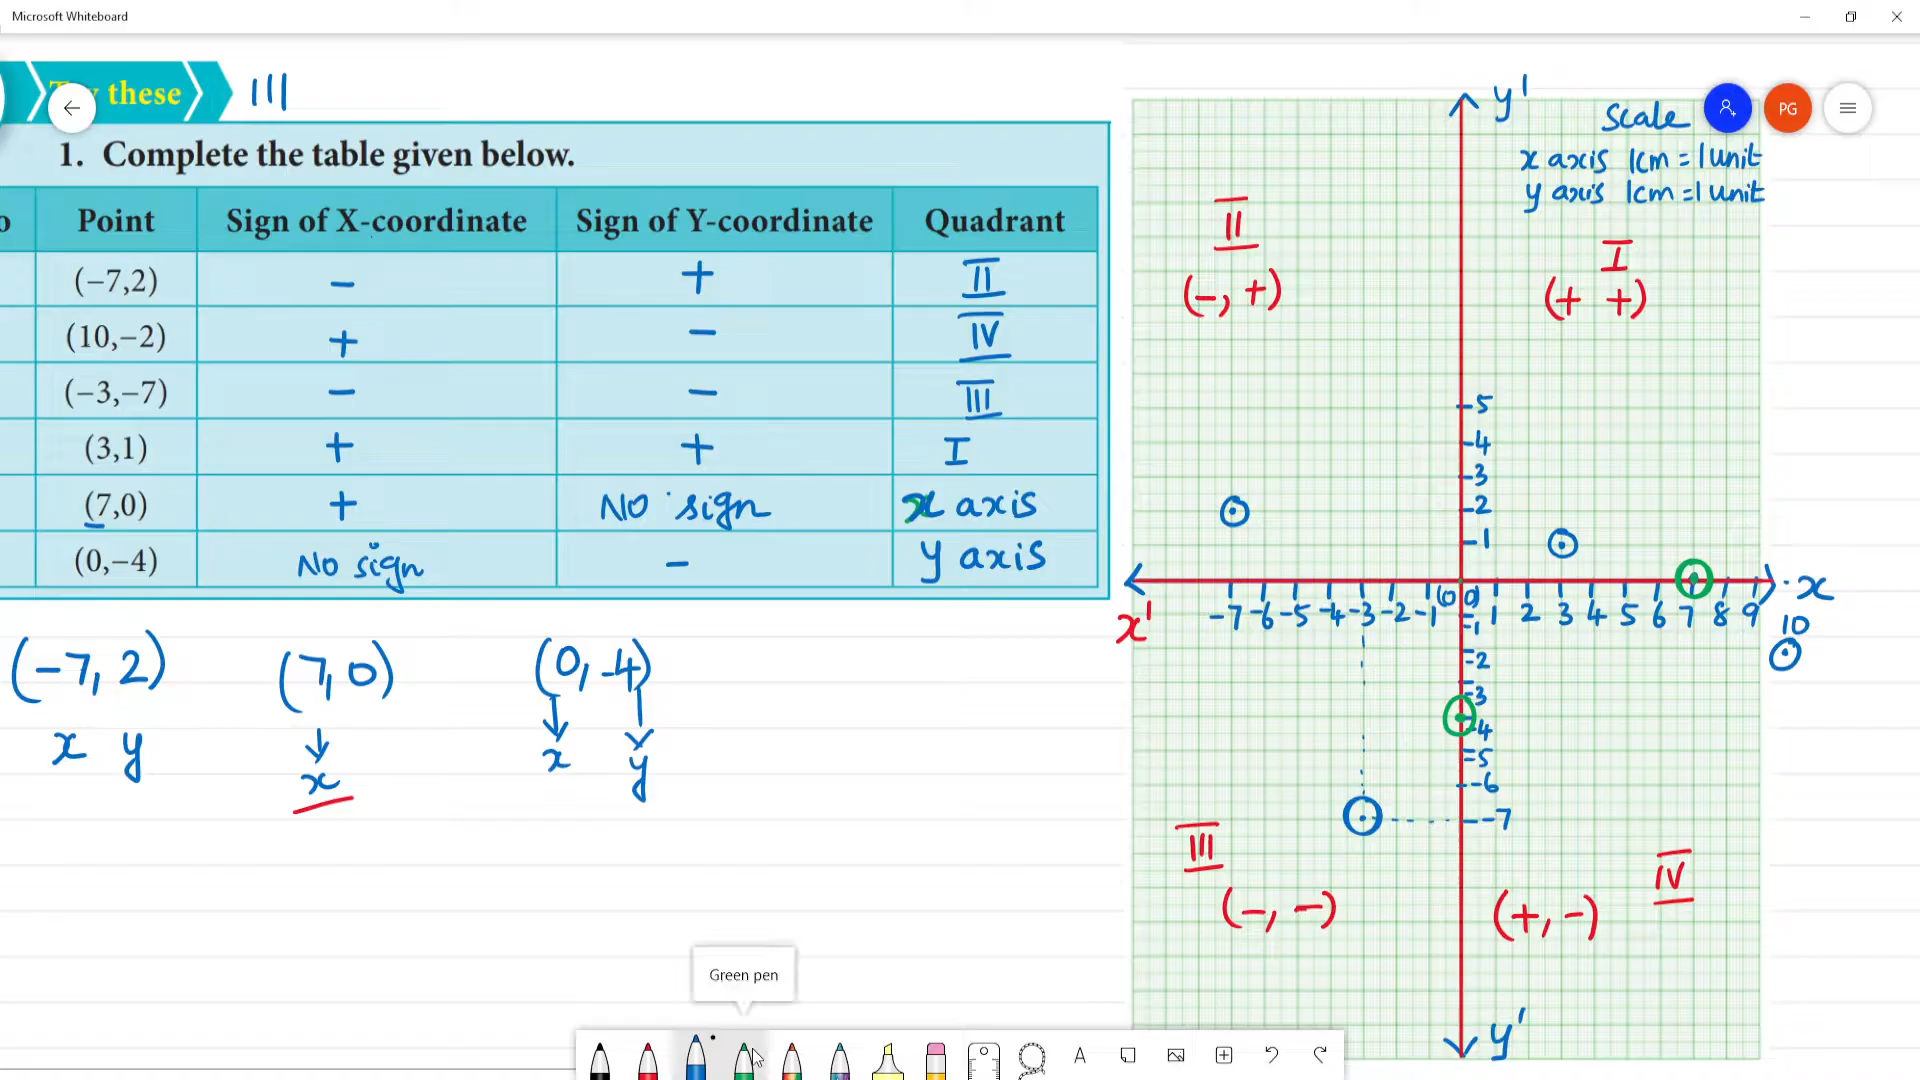 Microsoft Whiteboard
these
1. Complete the table given below.
o Point Sign of X-coordinate Sign of Y-coordinate Quadrant
(−7,2) - + II
(10,−2) + - IV
(−3,−7) - - III
(3,1) + + I
(7,0) + No sign x axis
(0,−4) No sign - y axis
(-7, 2) (7, 0) (0, -4)
x y x x y
Green pen
A
y'
Scale
x axis 1cm = 1 unit
y axis 1cm = 1 unit
PG
II I
(-, +) (+ +)
5
4
3
2
1
x
-7 -6 -5 -4 -3 -2 -1 1 2 3 4 5 6 7 8 9 10
x'
-1
-2
-3
-4
-5
-6
-7
III IV
(-, -) (+, -)
y'